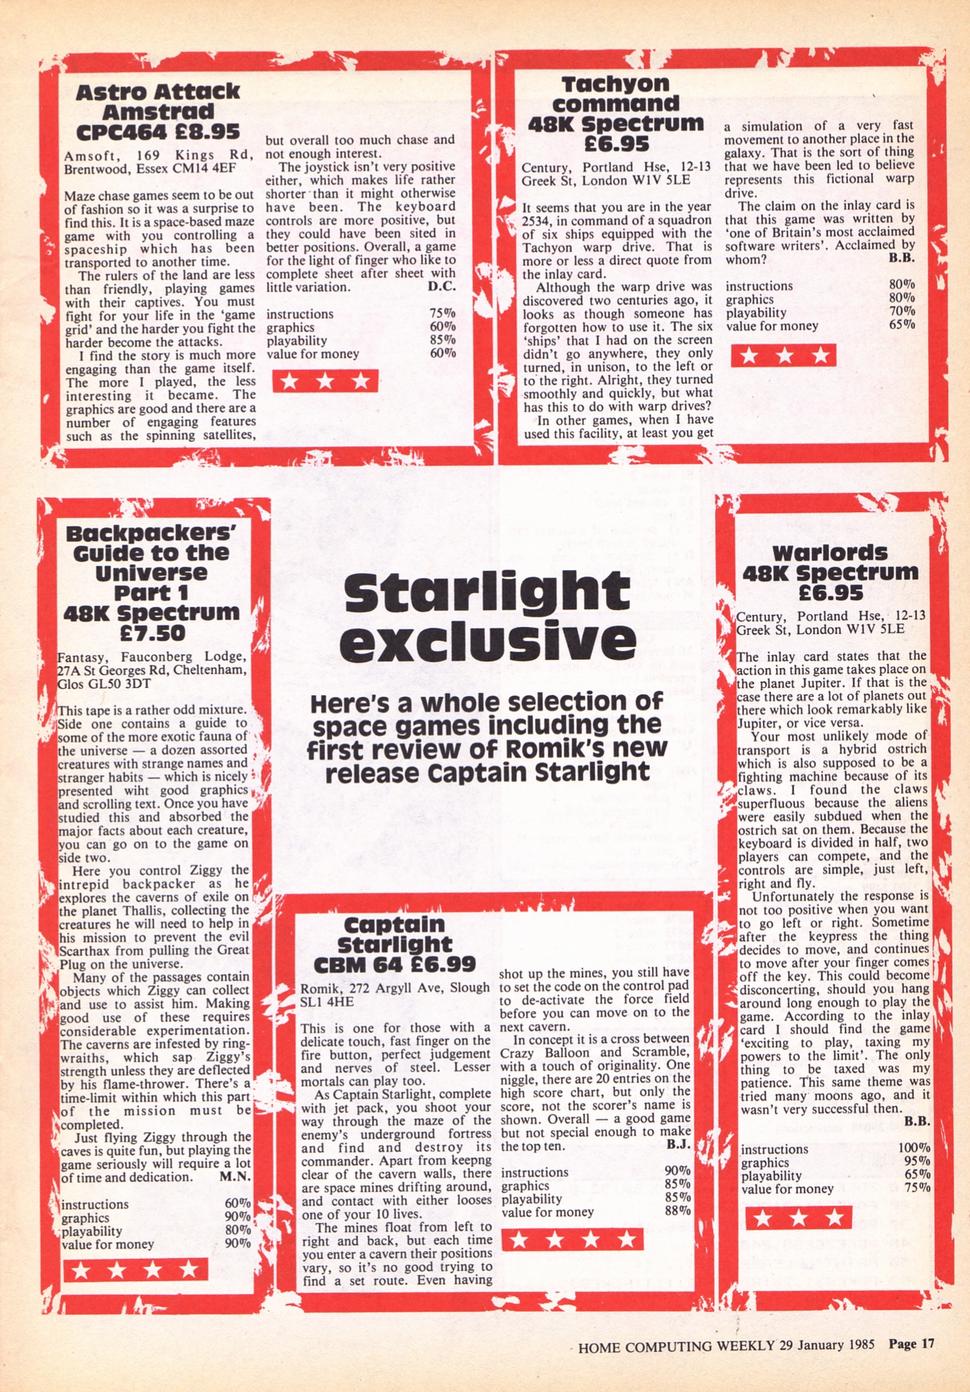 Astro Attack
Amstrad
CPC464 £8.95
Amsoft, 169 Kings Rd,
Brentwood, Essex CM14 4EF
Maze chase games seem to be out
of fashion so it was a surprise to
find this. It is a space-based maze
game with you controlling a
spaceship which has been
transported to another time.
The rulers of the land are less
than friendly, playing games
with their captives. You must
fight for your life in the 'game
grid' and the harder you fight the
harder become the attacks.
I find the story is much more
engaging than the game itself.
The more I played, the less
interesting it became. The
graphics are good and there are a
number of engaging features
such as the spinning satellites,
but overall too much chase and
not enough interest.
The joystick isn't very positive
either, which makes life rather
shorter than it might otherwise
have been. The keyboard
controls are more positive, but
they could have been sited in
better positions. Overall, a game
for the light of finger who like to
complete sheet after sheet with
little variation. D.C.
instructions 75%
graphics 60%
playability 85%
value for money 60%
Tachyon
command
48K Spectrum
£6.95
Century, Portland Hse, 12-13
Greek St, London W1V 5LE
It seems that you are in the year
2534, in command of a squadron
of six ships equipped with the
Tachyon warp drive. That is
more or less a direct quote from
the inlay card.
Although the warp drive was
discovered two centuries ago, it
looks as though someone has
forgotten how to use it. The six
'ships' that I had on the screen
didn't go anywhere, they only
turned, in unison, to the left or
to the right. Alright, they turned
smoothly and quickly, but what
has this to do with warp drives?
In other games, when I have
used this facility, at least you get
a simulation of a very fast
movement to another place in the
galaxy. That is the sort of thing
that we have been led to believe
represents this fictional warp
drive.
The claim on the inlay card is
that this game was written by
'one of Britain's most acclaimed
software writers'. Acclaimed by
whom? B.B.
instructions 80%
graphics 80%
playability 70%
value for money 65%
Backpackers'
Guide to the
Universe
Part 1
48K Spectrum
£7.50
Fantasy, Fauconberg Lodge,
27A St Georges Rd, Cheltenham,
Glos GL50 3DT
This tape is a rather odd mixture.
Side one contains a guide to
some of the more exotic fauna of
the universe — a dozen assorted
creatures with strange names and
stranger habits — which is nicely
presented wiht good graphics
and scrolling text. Once you have
studied this and absorbed the
major facts about each creature,
you can go on to the game on
side two.
Here you control Ziggy the
intrepid backpacker as he
explores the caverns of exile on
the planet Thallis, collecting the
creatures he will need to help in
his mission to prevent the evil
Scarthax from pulling the Great
Plug on the universe.
Many of the passages contain
objects which Ziggy can collect
and use to assist him. Making
good use of these requires
considerable experimentation.
The caverns are infested by ring-
wraiths, which sap Ziggy's
strength unless they are deflected
by his flame-thrower. There's a
time-limit within which this part
of the mission must be
completed.
Just flying Ziggy through the
caves is quite fun, but playing the
game seriously will require a lot
of time and dedication. M.N.
instructions 60%
graphics 90%
playability 80%
value for money 90%
Starlight
exclusive
Here's a whole selection of
space games including the
first review of Romik's new
release Captain Starlight
Captain
Starlight
CBM 64 £6.99
Romik, 272 Argyll Ave, Slough
SL1 4HE
This is one for those with a
delicate touch, fast finger on the
fire button, perfect judgement
and nerves of steel. Lesser
mortals can play too.
As Captain Starlight, complete
with jet pack, you shoot your
way through the maze of the
enemy's underground fortress
and find and destroy its
commander. Apart from keepng
clear of the cavern walls, there
are space mines drifting around,
and contact with either looses
one of your 10 lives.
The mines float from left to
right and back, but each time
you enter a cavern their positions
vary, so it's no good trying to
find a set route. Even having
shot up the mines, you still have
to set the code on the control pad
to de-activate the force field
before you can move on to the
next cavern.
In concept it is a cross between
Crazy Balloon and Scramble,
with a touch of originality. One
niggle, there are 20 entries on the
high score chart, but only the
score, not the scorer's name is
shown. Overall — a good game
but not special enough to make
the top ten. B.J.
instructions 90%
graphics 85%
playability 85%
value for money 88%
Warlords
48K Spectrum
£6.95
Century, Portland Hse, 12-13
Greek St, London W1V 5LE
The inlay card states that the
action in this game takes place on
the planet Jupiter. If that is the
case there are a lot of planets out
there which look remarkably like
Jupiter, or vice versa.
Your most unlikely mode of
transport is a hybrid ostrich
which is also supposed to be a
fighting machine because of its
claws. I found the claws
superfluous because the aliens
were easily subdued when the
ostrich sat on them. Because the
keyboard is divided in half, two
players can compete, and the
controls are simple, just left,
right and fly.
Unfortunately the response is
not too positive when you want
to go left or right. Sometime
after the keypress the thing
decides to move, and continues
to move after your finger comes
off the key. This could become
disconcerting, should you hang
around long enough to play the
game. According to the inlay
card I should find the game
'exciting to play, taxing my
powers to the limit'. The only
thing to be taxed was my
patience. This same theme was
tried many moons ago, and it
wasn't very successful then.
B.B.
instructions 100%
graphics 95%
playability 65%
value for money 75%
HOME COMPUTING WEEKLY 29 January 1985 Page 17